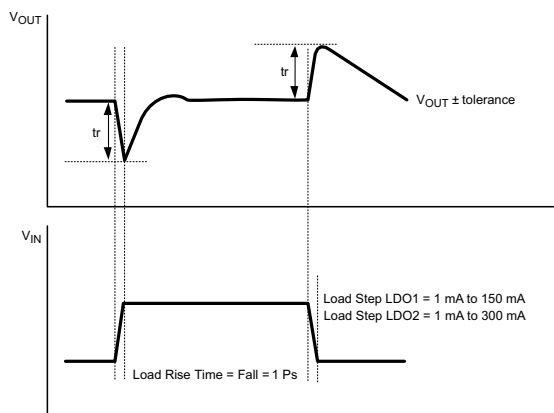 VOUT
tr
tr
VOUT ± tolerance
VIN
Load Step LDO1 = 1 mA to 150 mA
Load Step LDO2 = 1 mA to 300 mA
Load Rise Time = Fall = 1 Ps